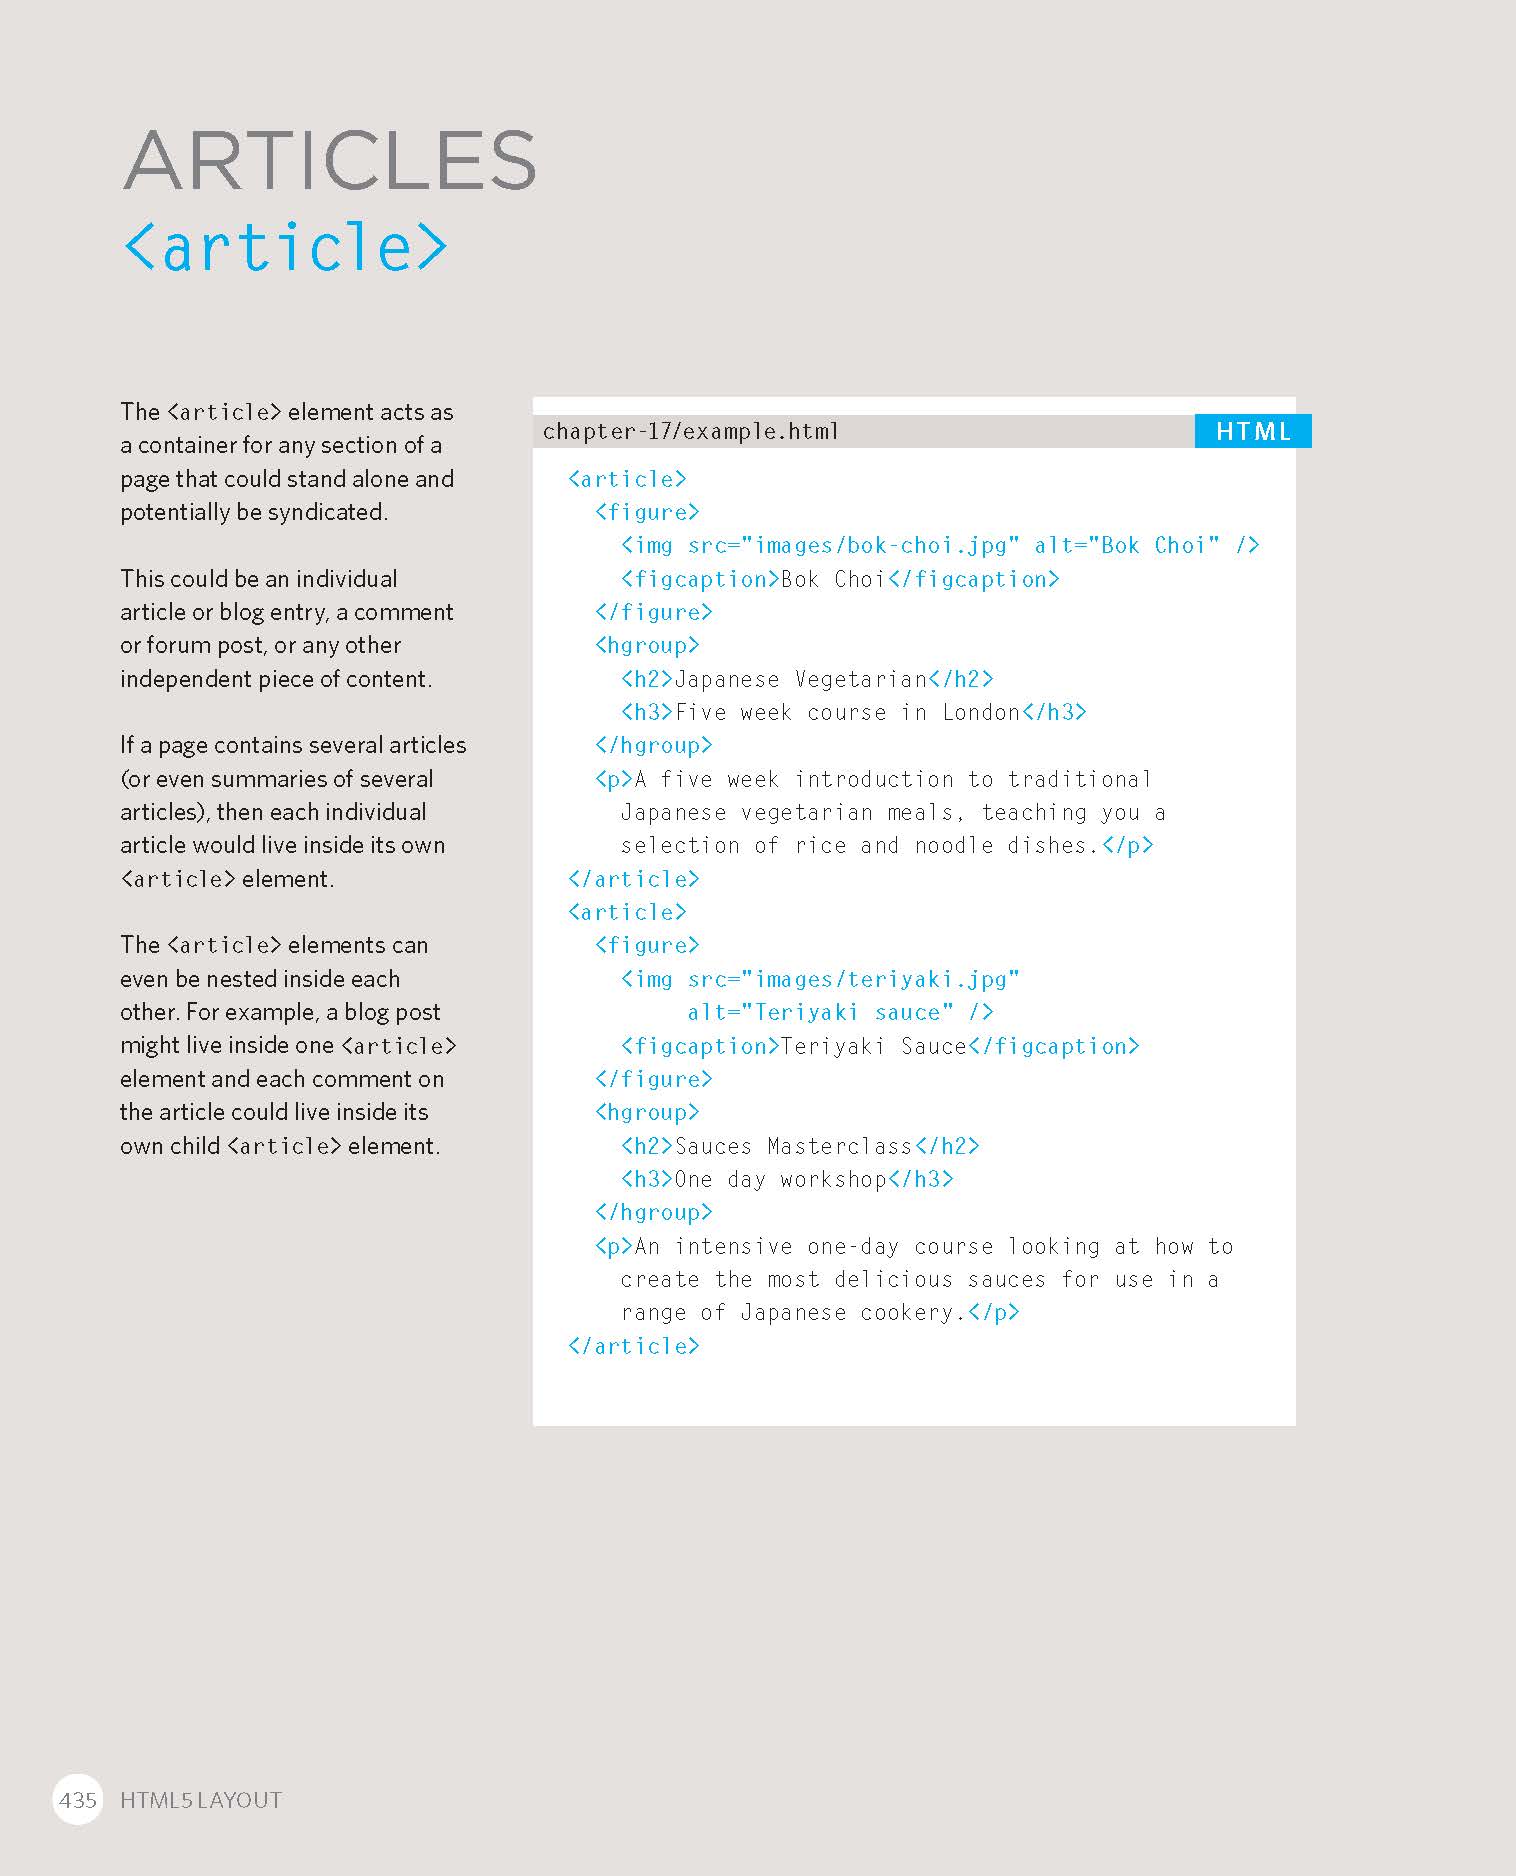 ARTICLES
<article>
The <article> element acts as
a container for any section of a
page that could stand alone and
potentially be syndicated.
This could be an individual
article or blog entry, a comment
or forum post, or any other
independent piece of content.
If a page contains several articles
(or even summaries of several
articles), then each individual
article would live inside its own
<article> element.
The <article> elements can
even be nested inside each
other. For example, a blog post
might live inside one <article>
element and each comment on
the article could live inside its
own child <article> element.
chapter-17/example.html HTML
<article>
  <figure>
    <img src="images/bok-choi.jpg" alt="Bok Choi" />
    <figcaption>Bok Choi</figcaption>
  </figure>
  <hgroup>
    <h2>Japanese Vegetarian</h2>
    <h3>Five week course in London</h3>
  </hgroup>
  <p>A five week introduction to traditional
    Japanese vegetarian meals, teaching you a
    selection of rice and noodle dishes.</p>
</article>
<article>
  <figure>
    <img src="images/teriyaki.jpg"
         alt="Teriyaki sauce" />
    <figcaption>Teriyaki Sauce</figcaption>
  </figure>
  <hgroup>
    <h2>Sauces Masterclass</h2>
    <h3>One day workshop</h3>
  </hgroup>
  <p>An intensive one-day course looking at how to
    create the most delicious sauces for use in a
    range of Japanese cookery.</p>
</article>
435 HTML5 LAYOUT